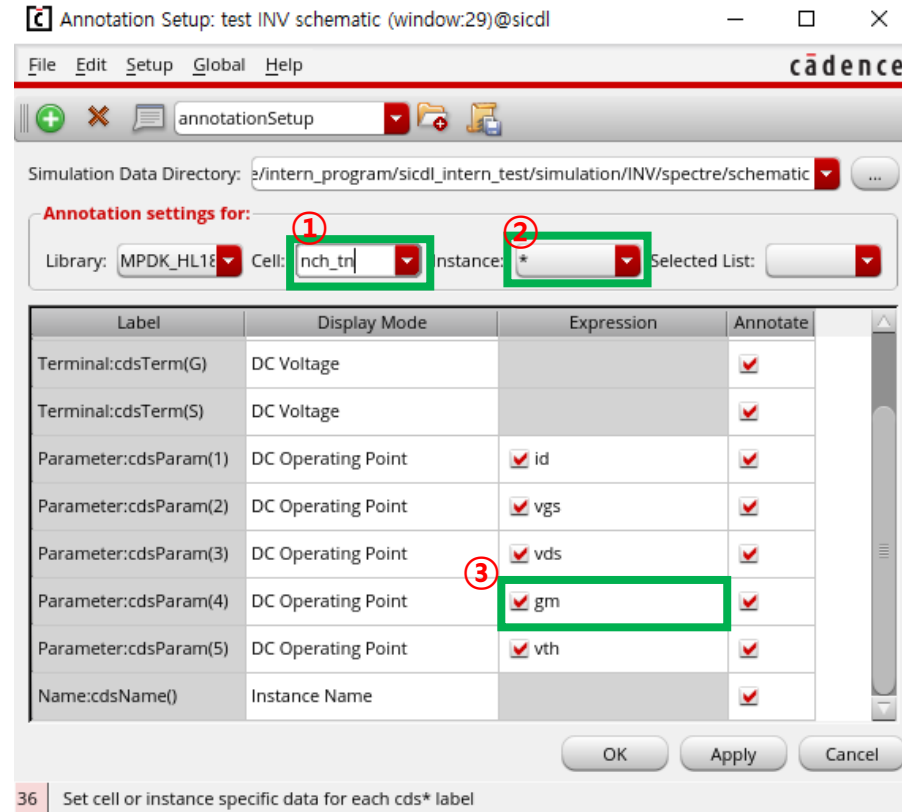 Annotation Setup: test INV schematic (window:29)@sicdl
File Edit Setup Global Help cādence
annotationSetup
Simulation Data Directory: e/intern_program/sicdl_intern_test/simulation/INV/spectre/schematic ...
Annotation settings for:
① ②
Library: MPDK_HL18 Cell: nch_tn Instance: * Selected List:
Label Display Mode Expression Annotate
Terminal:cdsTerm(G) DC Voltage
Terminal:cdsTerm(S) DC Voltage
Parameter:cdsParam(1) DC Operating Point id
Parameter:cdsParam(2) DC Operating Point vgs
Parameter:cdsParam(3) DC Operating Point vds
③
Parameter:cdsParam(4) DC Operating Point gm
Parameter:cdsParam(5) DC Operating Point vth
Name:cdsName() Instance Name
OK Apply Cancel
36 Set cell or instance specific data for each cds* label